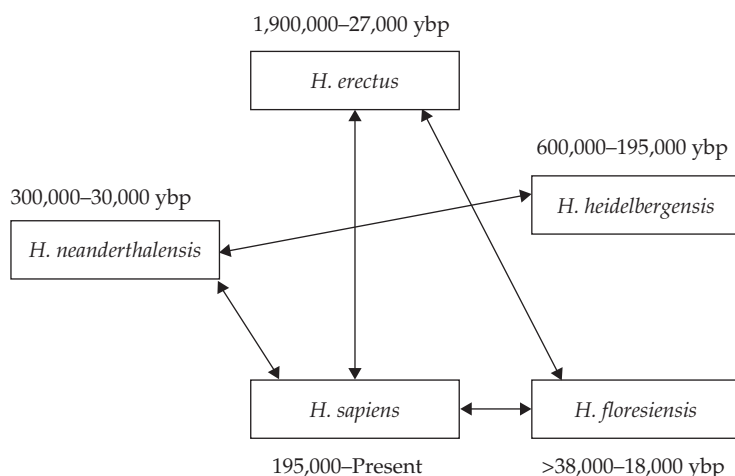 1,900,000–27,000 ybp
H. erectus
600,000–195,000 ybp
H. heidelbergensis
300,000–30,000 ybp
H. neanderthalensis
H. sapiens
195,000–Present
H. floresiensis
>38,000–18,000 ybp